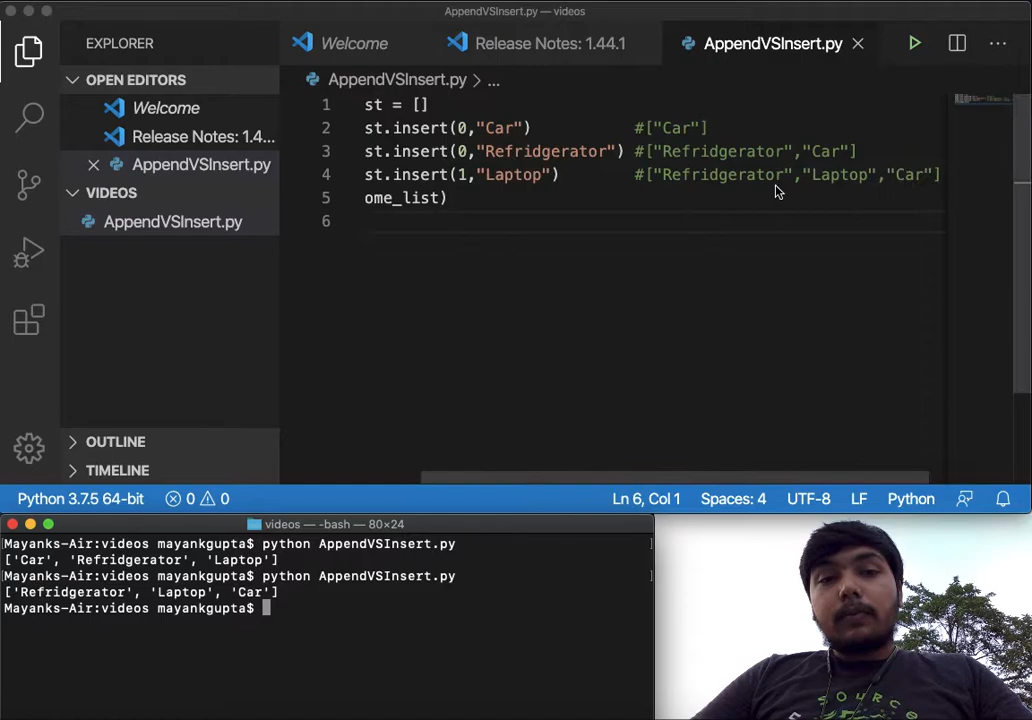 AppendVSInsert.py — videos
EXPLORER
Welcome
Release Notes: 1.44.1
AppendVSInsert.py
OPEN EDITORS
AppendVSInsert.py > ...
Welcome
Release Notes: 1.4...
AppendVSInsert.py
VIDEOS
AppendVSInsert.py
1 st = []
2 st.insert(0,"Car") #["Car"]
3 st.insert(0,"Refridgerator") #["Refridgerator","Car"]
4 st.insert(1,"Laptop") #["Refridgerator","Laptop","Car"]
5 ome_list)
6
OUTLINE
TIMELINE
Python 3.7.5 64-bit 0 0 Ln 6, Col 1 Spaces: 4 UTF-8 LF Python
videos — -bash — 80×24
Mayanks-Air:videos mayankgupta$ python AppendVSInsert.py
['Car', 'Refridgerator', 'Laptop']
Mayanks-Air:videos mayankgupta$ python AppendVSInsert.py
['Refridgerator', 'Laptop', 'Car']
Mayanks-Air:videos mayankgupta$
SOURCE